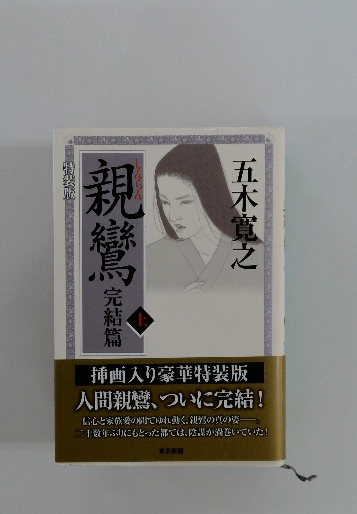 五木寛之
特装版
しんらん
親鸞
完結篇
上
挿画入り豪華特装版
人間親鸞、ついに完結!
信心と家族愛の間でゆれ動く、親鸞の真の姿――。
二十数年ぶりにもどった都では、陰謀が渦巻いていた!